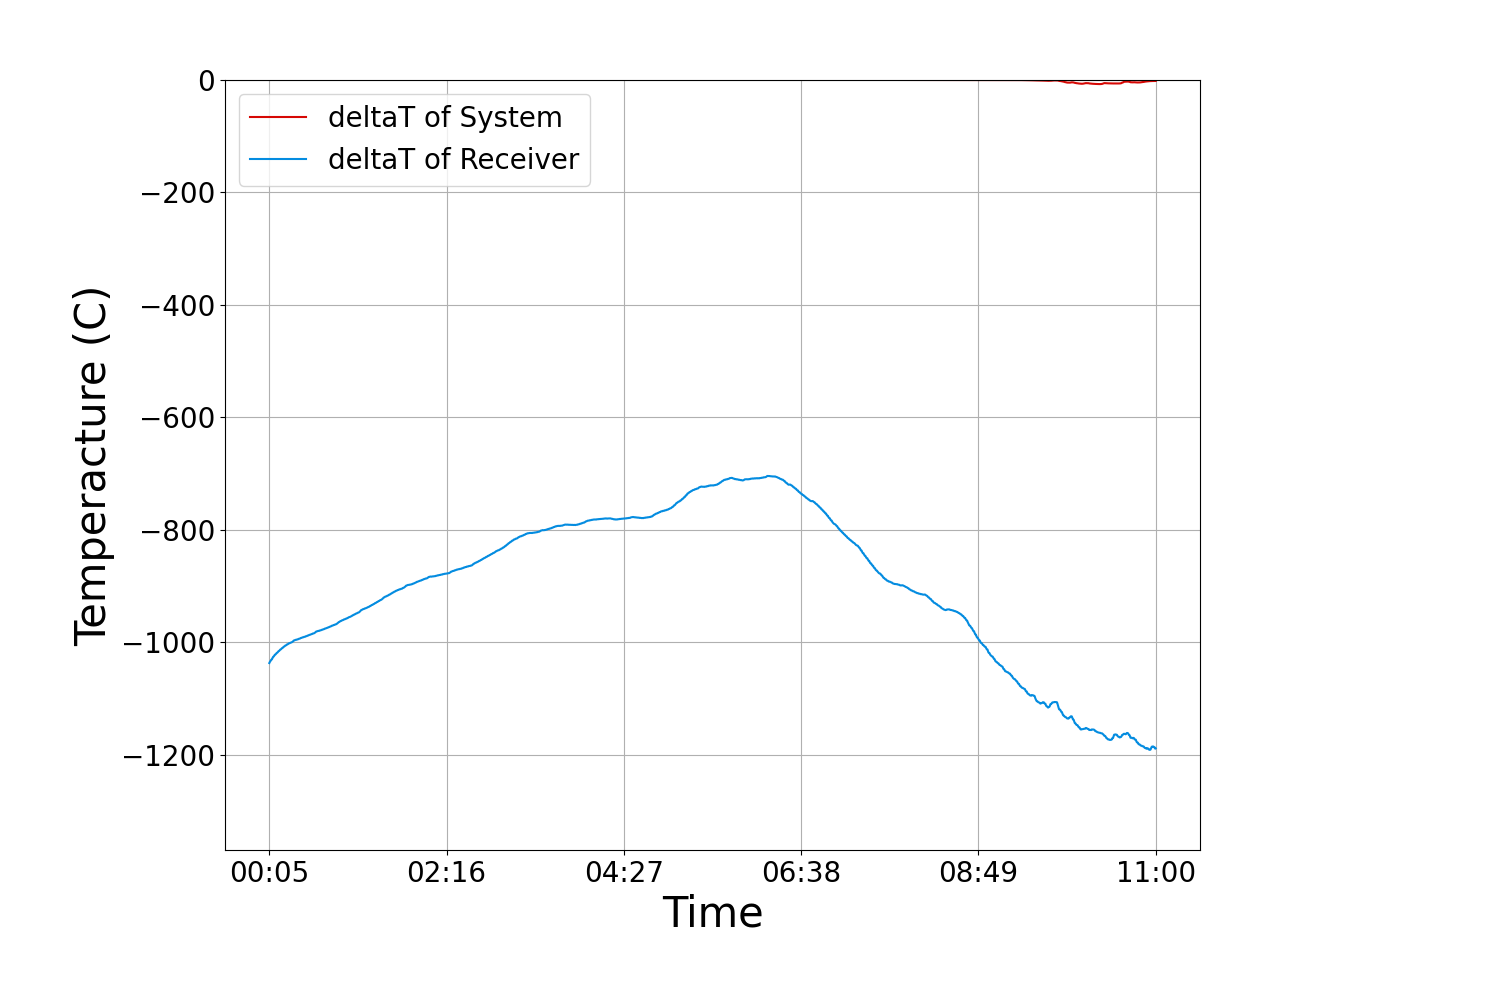 0
−200
−400
−600
−800
−1000
−1200
deltaT of System
deltaT of Receiver
Temperacture (C)
00:05 02:16 04:27 06:38 08:49 11:00
Time